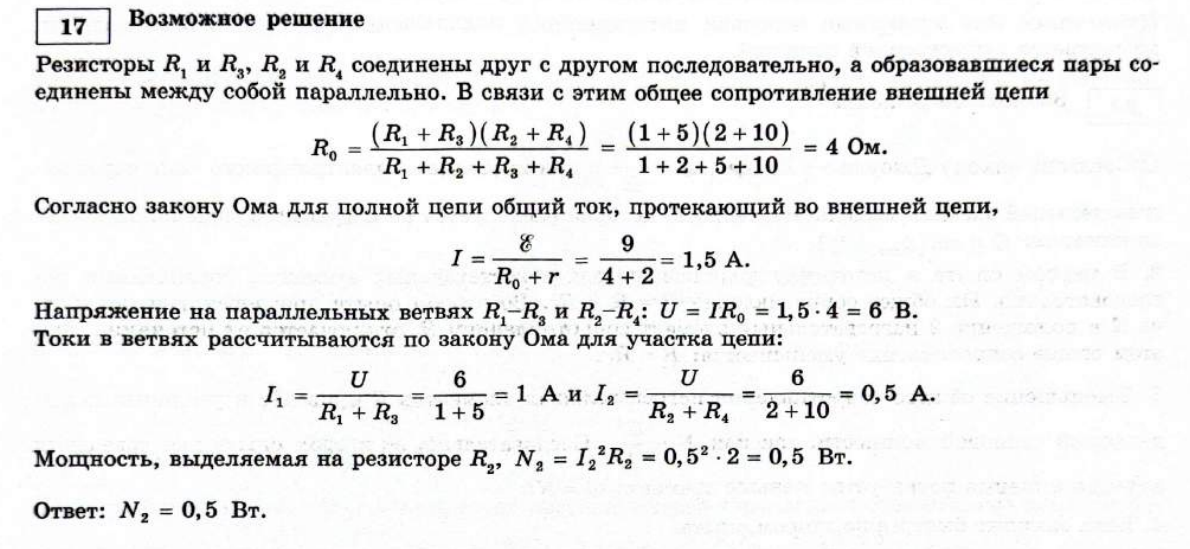 17 Возможное решение
Резисторы R₁ и R₃, R₂ и R₄ соединены друг с другом последовательно, а образовавшиеся пары со-
единены между собой параллельно. В связи с этим общее сопротивление внешней цепи
R₀ = (R₁ + R₃)(R₂ + R₄) / (R₁ + R₂ + R₃ + R₄) = (1 + 5)(2 + 10) / (1 + 2 + 5 + 10) = 4 Ом.
Согласно закону Ома для полной цепи общий ток, протекающий во внешней цепи,
I = ℰ / (R₀ + r) = 9 / (4 + 2) = 1,5 А.
Напряжение на параллельных ветвях R₁–R₃ и R₂–R₄: U = IR₀ = 1,5 · 4 = 6 В.
Токи в ветвях рассчитываются по закону Ома для участка цепи:
I₁ = U / (R₁ + R₃) = 6 / (1 + 5) = 1 А и I₂ = U / (R₂ + R₄) = 6 / (2 + 10) = 0,5 А.
Мощность, выделяемая на резисторе R₂, N₂ = I₂²R₂ = 0,5² · 2 = 0,5 Вт.
Ответ: N₂ = 0,5 Вт.